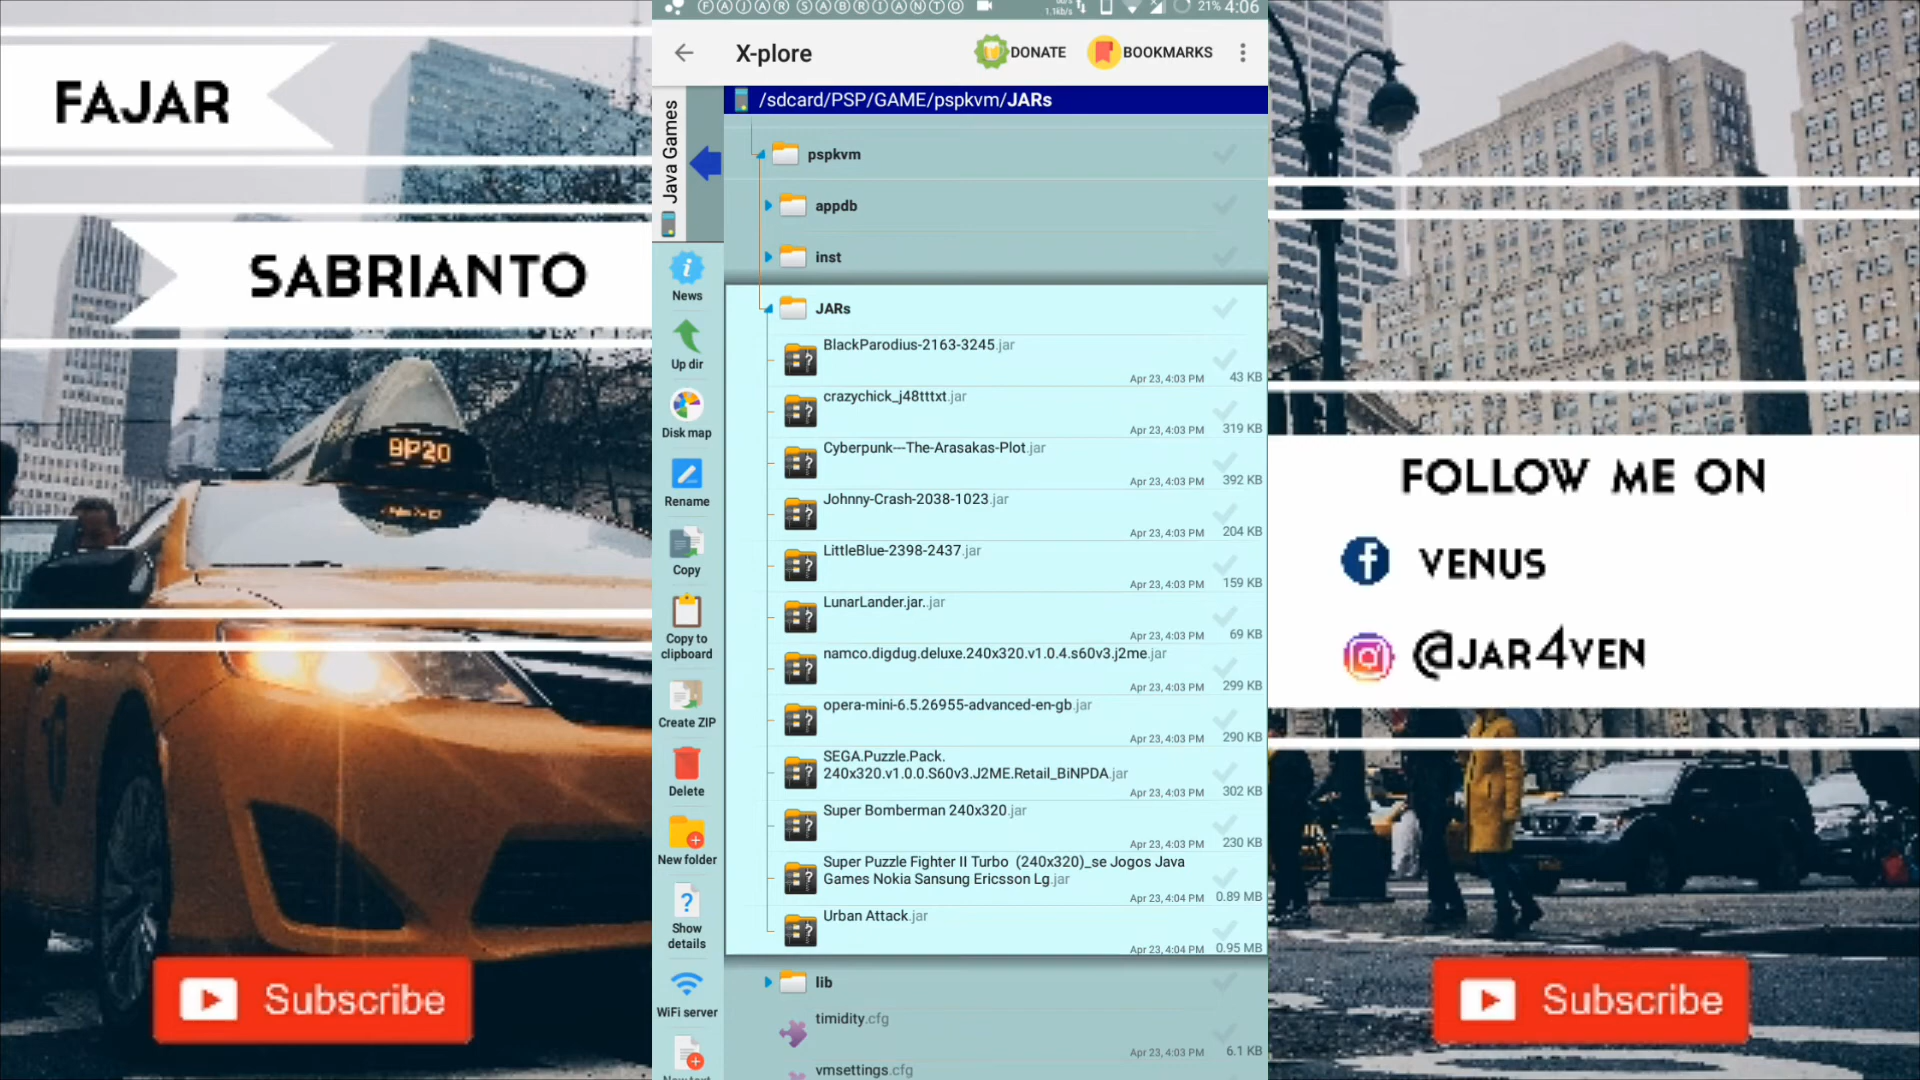 FAJAR
SABRIANTO
Subscribe
ⒻⒶⒿⒶⓇ ⓈⒶⒷⓇⒾⒶⓃⓉⓄ
1.1kb/s
21% 4:06
X-plore
DONATE
BOOKMARKS
Java Games
/sdcard/PSP/GAME/pspkvm/JARs
News
Up dir
Disk map
Rename
Copy
Copy to
clipboard
Create ZIP
Delete
New folder
Show
details
WiFi server
pspkvm
appdb
inst
JARs
BlackParodius-2163-3245.jar
Apr 23, 4:03 PM 43 KB
crazychick_j48tttxt.jar
Apr 23, 4:03 PM 319 KB
Cyberpunk---The-Arasakas-Plot.jar
Apr 23, 4:03 PM 392 KB
Johnny-Crash-2038-1023.jar
Apr 23, 4:03 PM 204 KB
LittleBlue-2398-2437.jar
Apr 23, 4:03 PM 159 KB
LunarLander.jar..jar
Apr 23, 4:03 PM 69 KB
namco.digdug.deluxe.240x320.v1.0.4.s60v3.j2me.jar
Apr 23, 4:03 PM 299 KB
opera-mini-6.5.26955-advanced-en-gb.jar
Apr 23, 4:03 PM 290 KB
SEGA.Puzzle.Pack.
240x320.v1.0.0.S60v3.J2ME.Retail_BiNPDA.jar
Apr 23, 4:03 PM 302 KB
Super Bomberman 240x320.jar
Apr 23, 4:03 PM 230 KB
Super Puzzle Fighter II Turbo (240x320)_se Jogos Java
Games Nokia Sansung Ericsson Lg.jar
Apr 23, 4:04 PM 0.89 MB
Urban Attack.jar
Apr 23, 4:04 PM 0.95 MB
lib
timidity.cfg
Apr 23, 4:03 PM 6.1 KB
vmsettings.cfg
FOLLOW ME ON
VENUS
@JAR4VEN
Subscribe
8P20